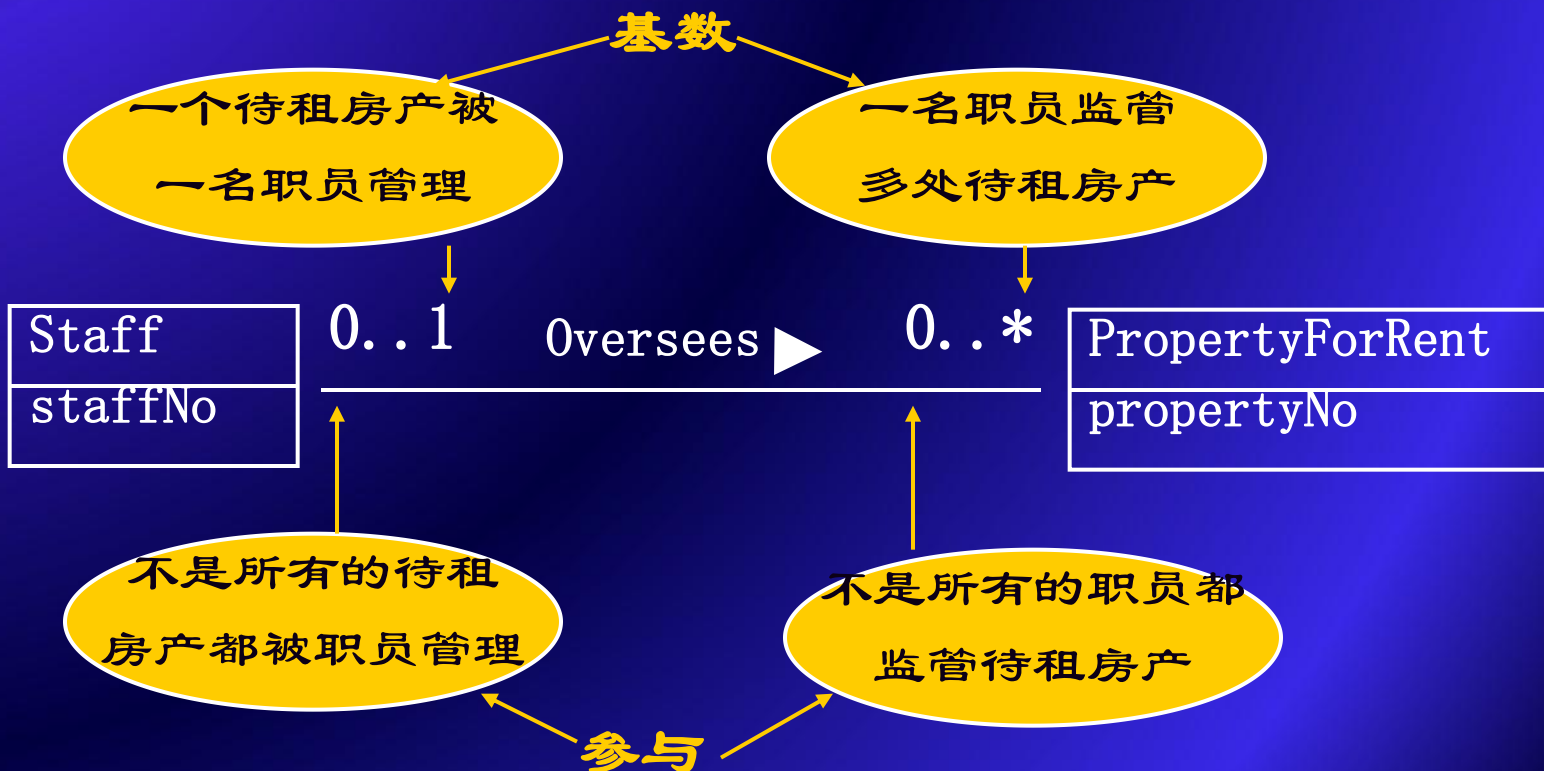 基数
一个待租房产被
一名职员管理
一名职员监管
多处待租房产
Staff
staffNo
0..1
Oversees
0..*
PropertyForRent
propertyNo
不是所有的待租
房产都被职员管理
不是所有的职员都
监管待租房产
参与